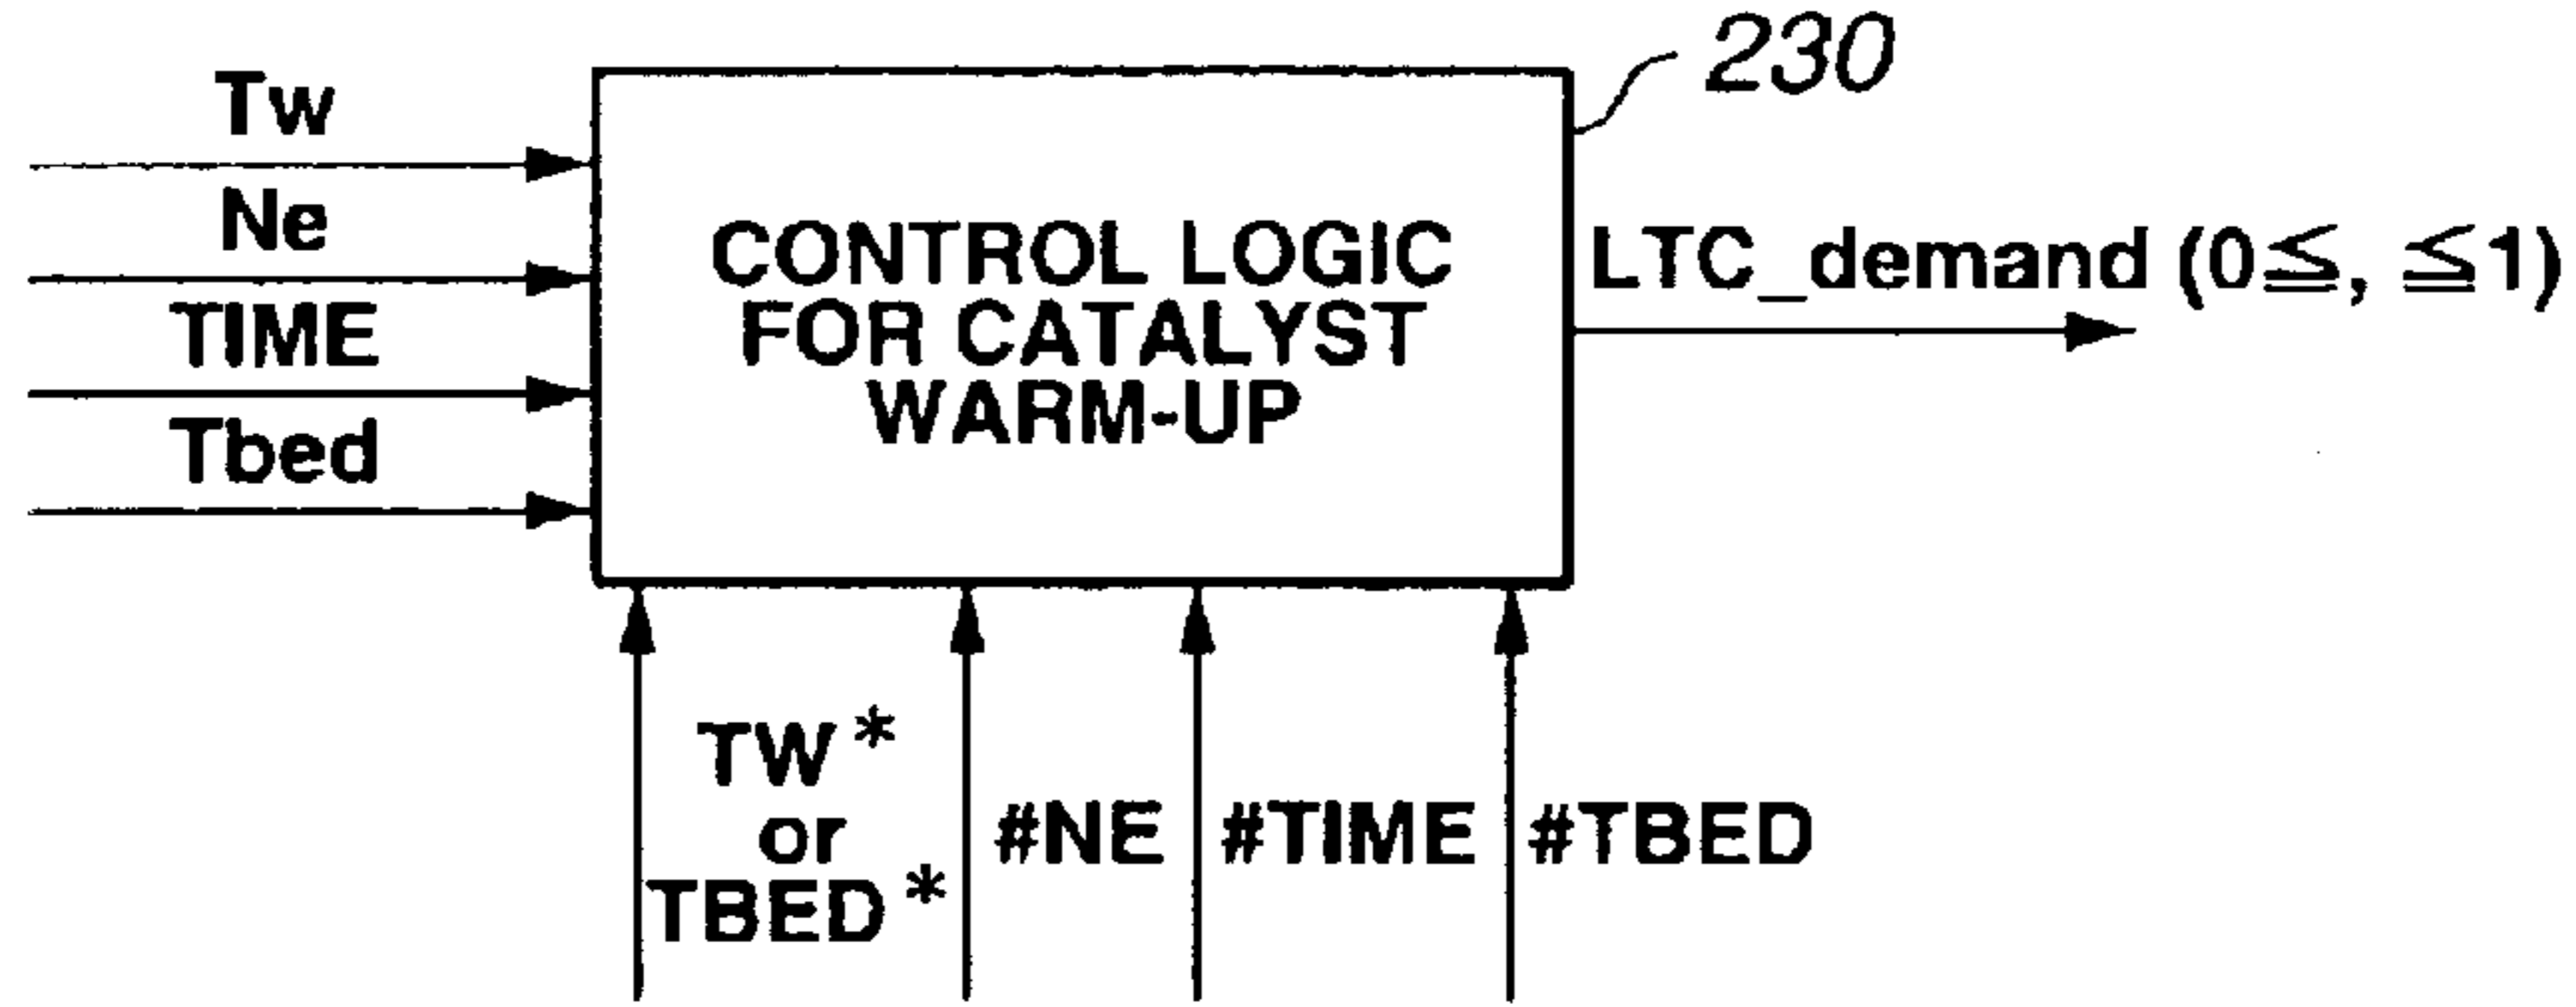 230
Tw
Ne
TIME
Tbed
CONTROL LOGIC
FOR CATALYST
WARM-UP
LTC_demand (0≦, ≦1)
TW*
or
TBED*
#NE
#TIME
#TBED